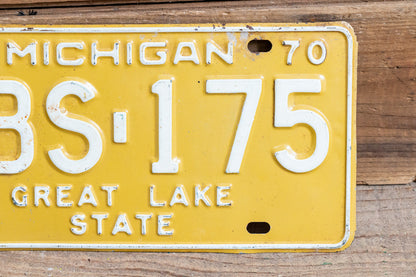 MICHIGAN 70
BS-175
GREAT LAKE
STATE